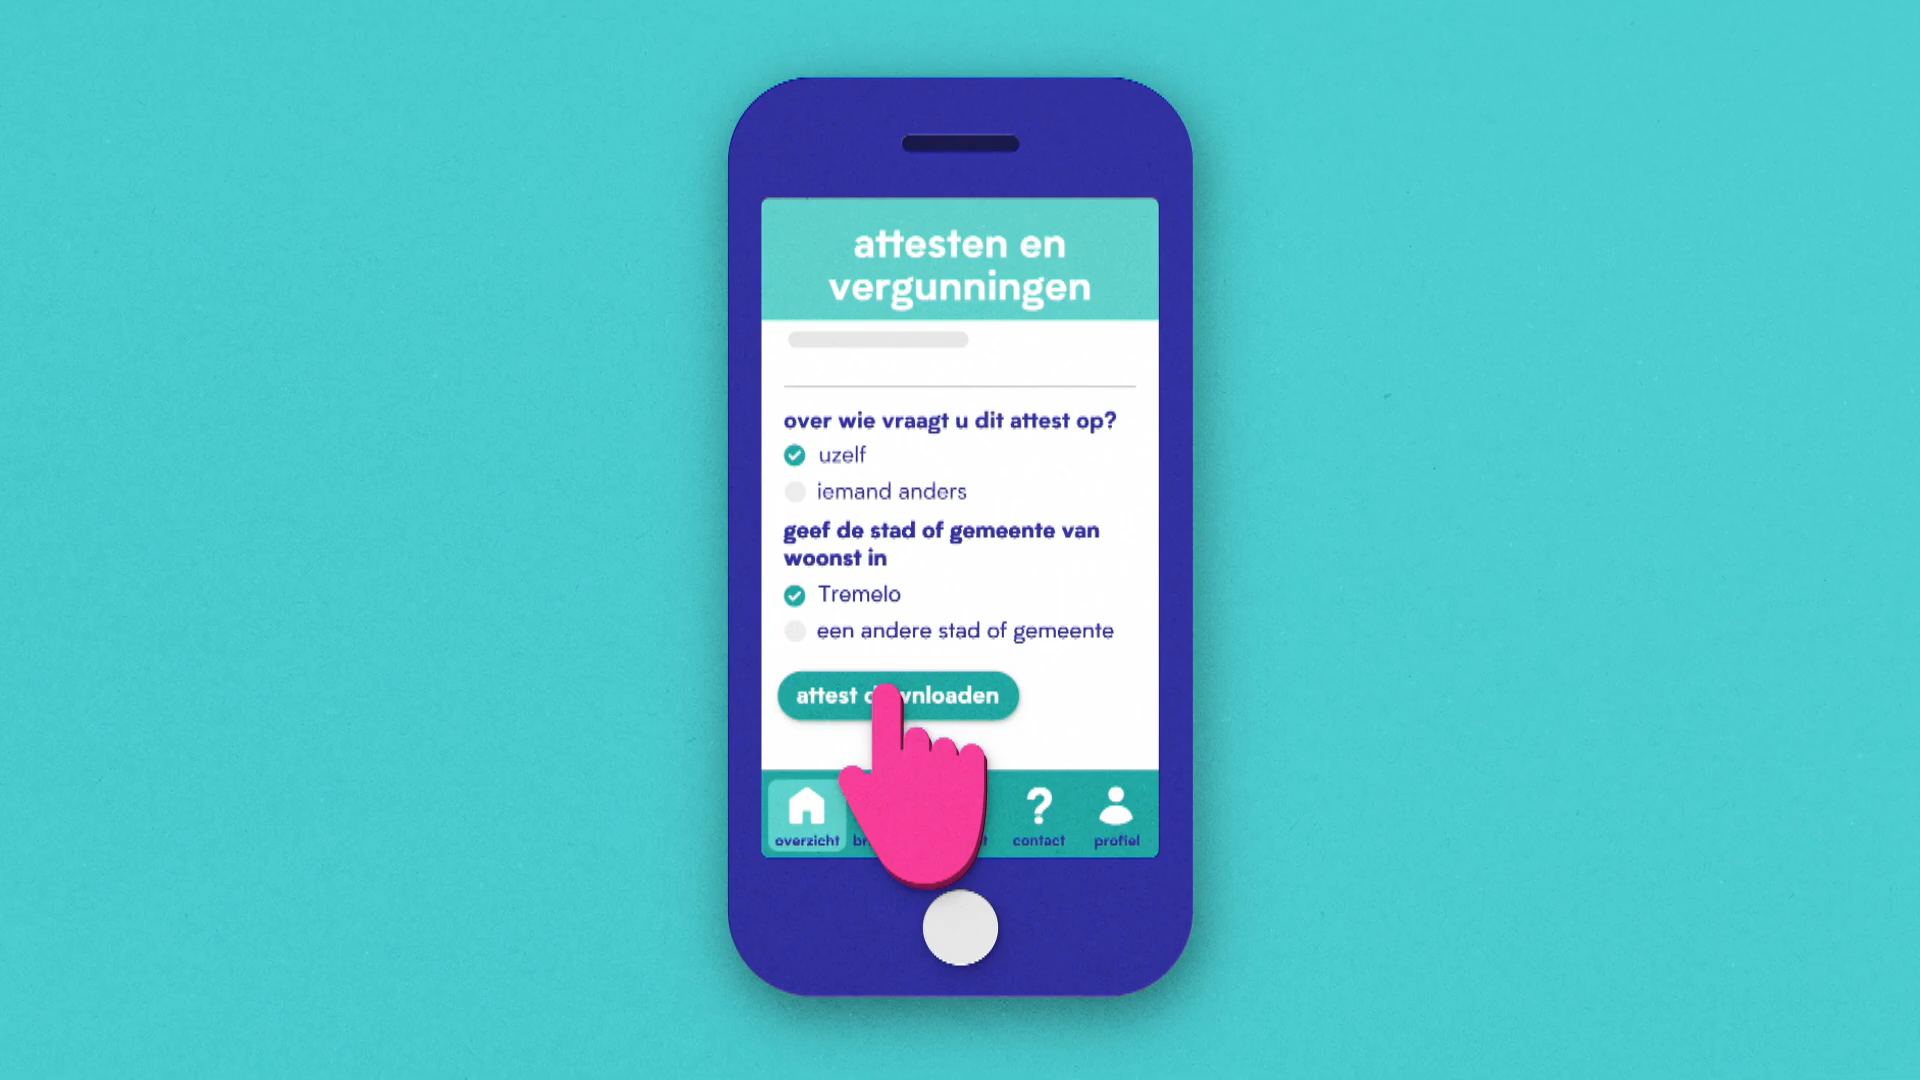 attesten en
vergunningen
over wie vraagt u dit attest op?
uzelf
iemand anders
geef de stad of gemeente van
woonst in
Tremelo
een andere stad of gemeente
attest
overzicht
contact
profiel